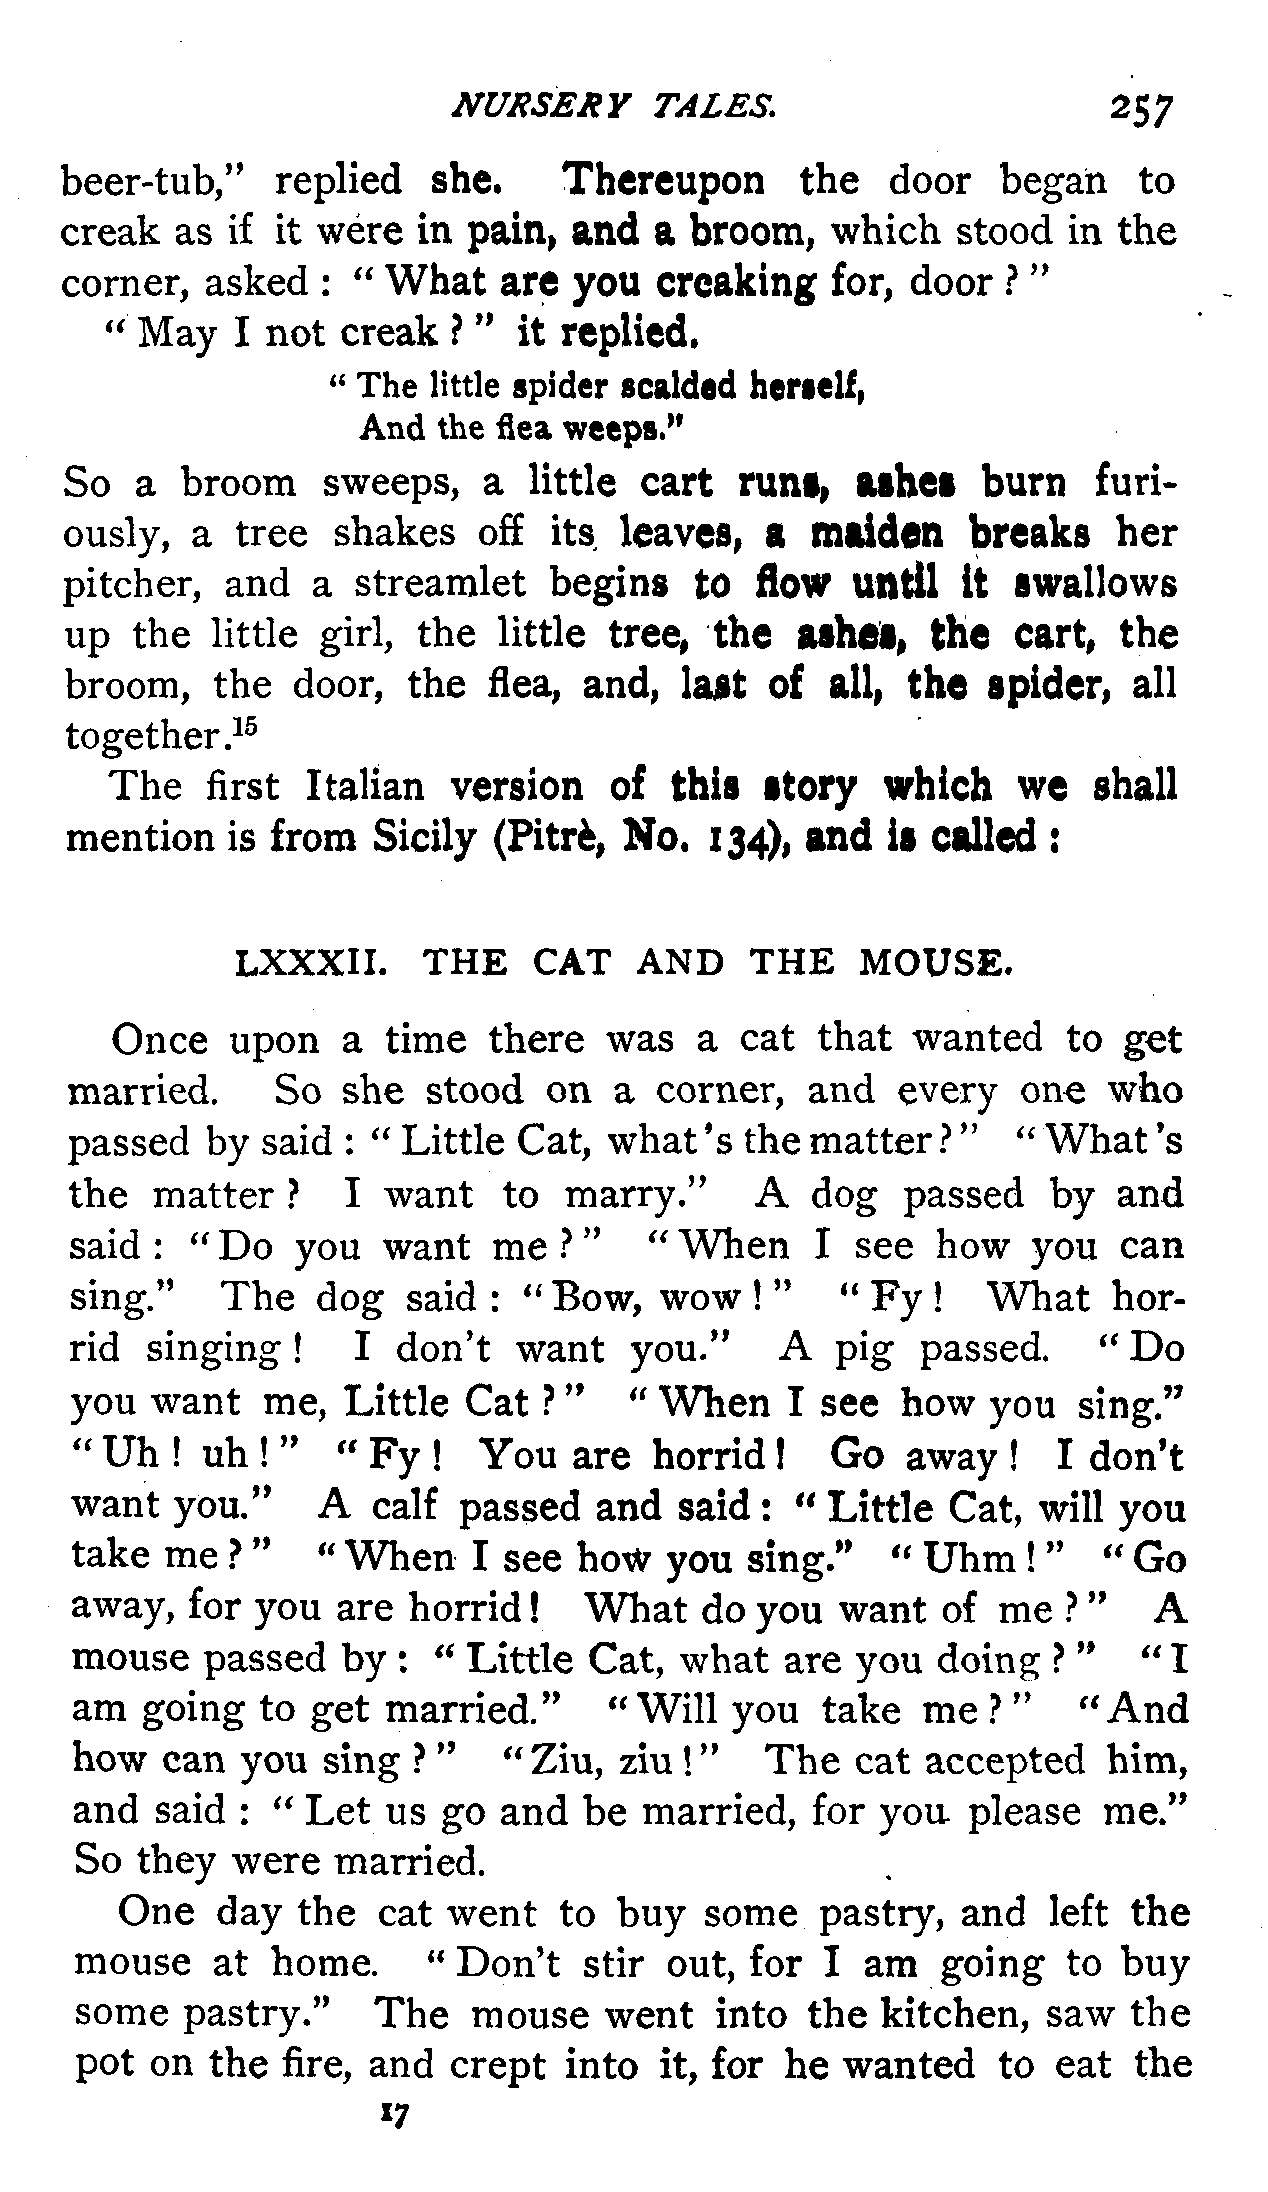 NURSERY TALES. 257
beer-tub," replied she. Thereupon the door began to
creak as if it were in pain, and a broom, which stood in the
corner, asked : " What are you creaking for, door ? "
" May I not creak ? " it replied.
" The little spider scalded herself,
And the flea weeps."
So a broom sweeps, a little cart runs, ashes burn furi-
ously, a tree shakes off its leaves, a maiden breaks her
pitcher, and a streamlet begins to flow until it swallows
up the little girl, the little tree, the ashes, the cart, the
broom, the door, the flea, and, last of all, the spider, all
together.¹⁵
The first Italian version of this story which we shall
mention is from Sicily (Pitrè, No. 134), and is called :
LXXXII. THE CAT AND THE MOUSE.
Once upon a time there was a cat that wanted to get
married. So she stood on a corner, and every one who
passed by said : " Little Cat, what 's the matter ? " " What 's
the matter ? I want to marry." A dog passed by and
said : " Do you want me ? " " When I see how you can
sing." The dog said : " Bow, wow ! " " Fy ! What hor-
rid singing ! I don't want you." A pig passed. " Do
you want me, Little Cat ? " " When I see how you sing."
" Uh ! uh ! " " Fy ! You are horrid ! Go away ! I don't
want you." A calf passed and said : " Little Cat, will you
take me ? " " When I see how you sing." " Uhm ! " " Go
away, for you are horrid ! What do you want of me ? " A
mouse passed by : " Little Cat, what are you doing ? " " I
am going to get married." " Will you take me ? " " And
how can you sing ? " " Ziu, ziu ! " The cat accepted him,
and said : " Let us go and be married, for you please me."
So they were married.
One day the cat went to buy some pastry, and left the
mouse at home. " Don't stir out, for I am going to buy
some pastry." The mouse went into the kitchen, saw the
pot on the fire, and crept into it, for he wanted to eat the
17